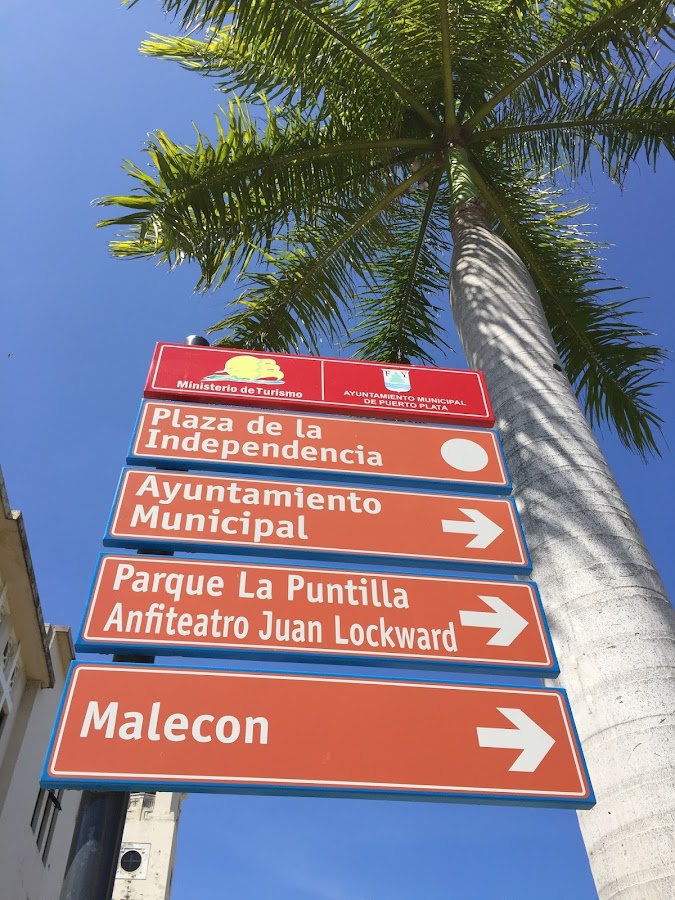 Ministerio de Turismo
AYUNTAMIENTO MUNICIPAL
DE PUERTO PLATA
Plaza de la
Independencia
Ayuntamiento
Municipal
Parque La Puntilla
Anfiteatro Juan Lockward
Malecon